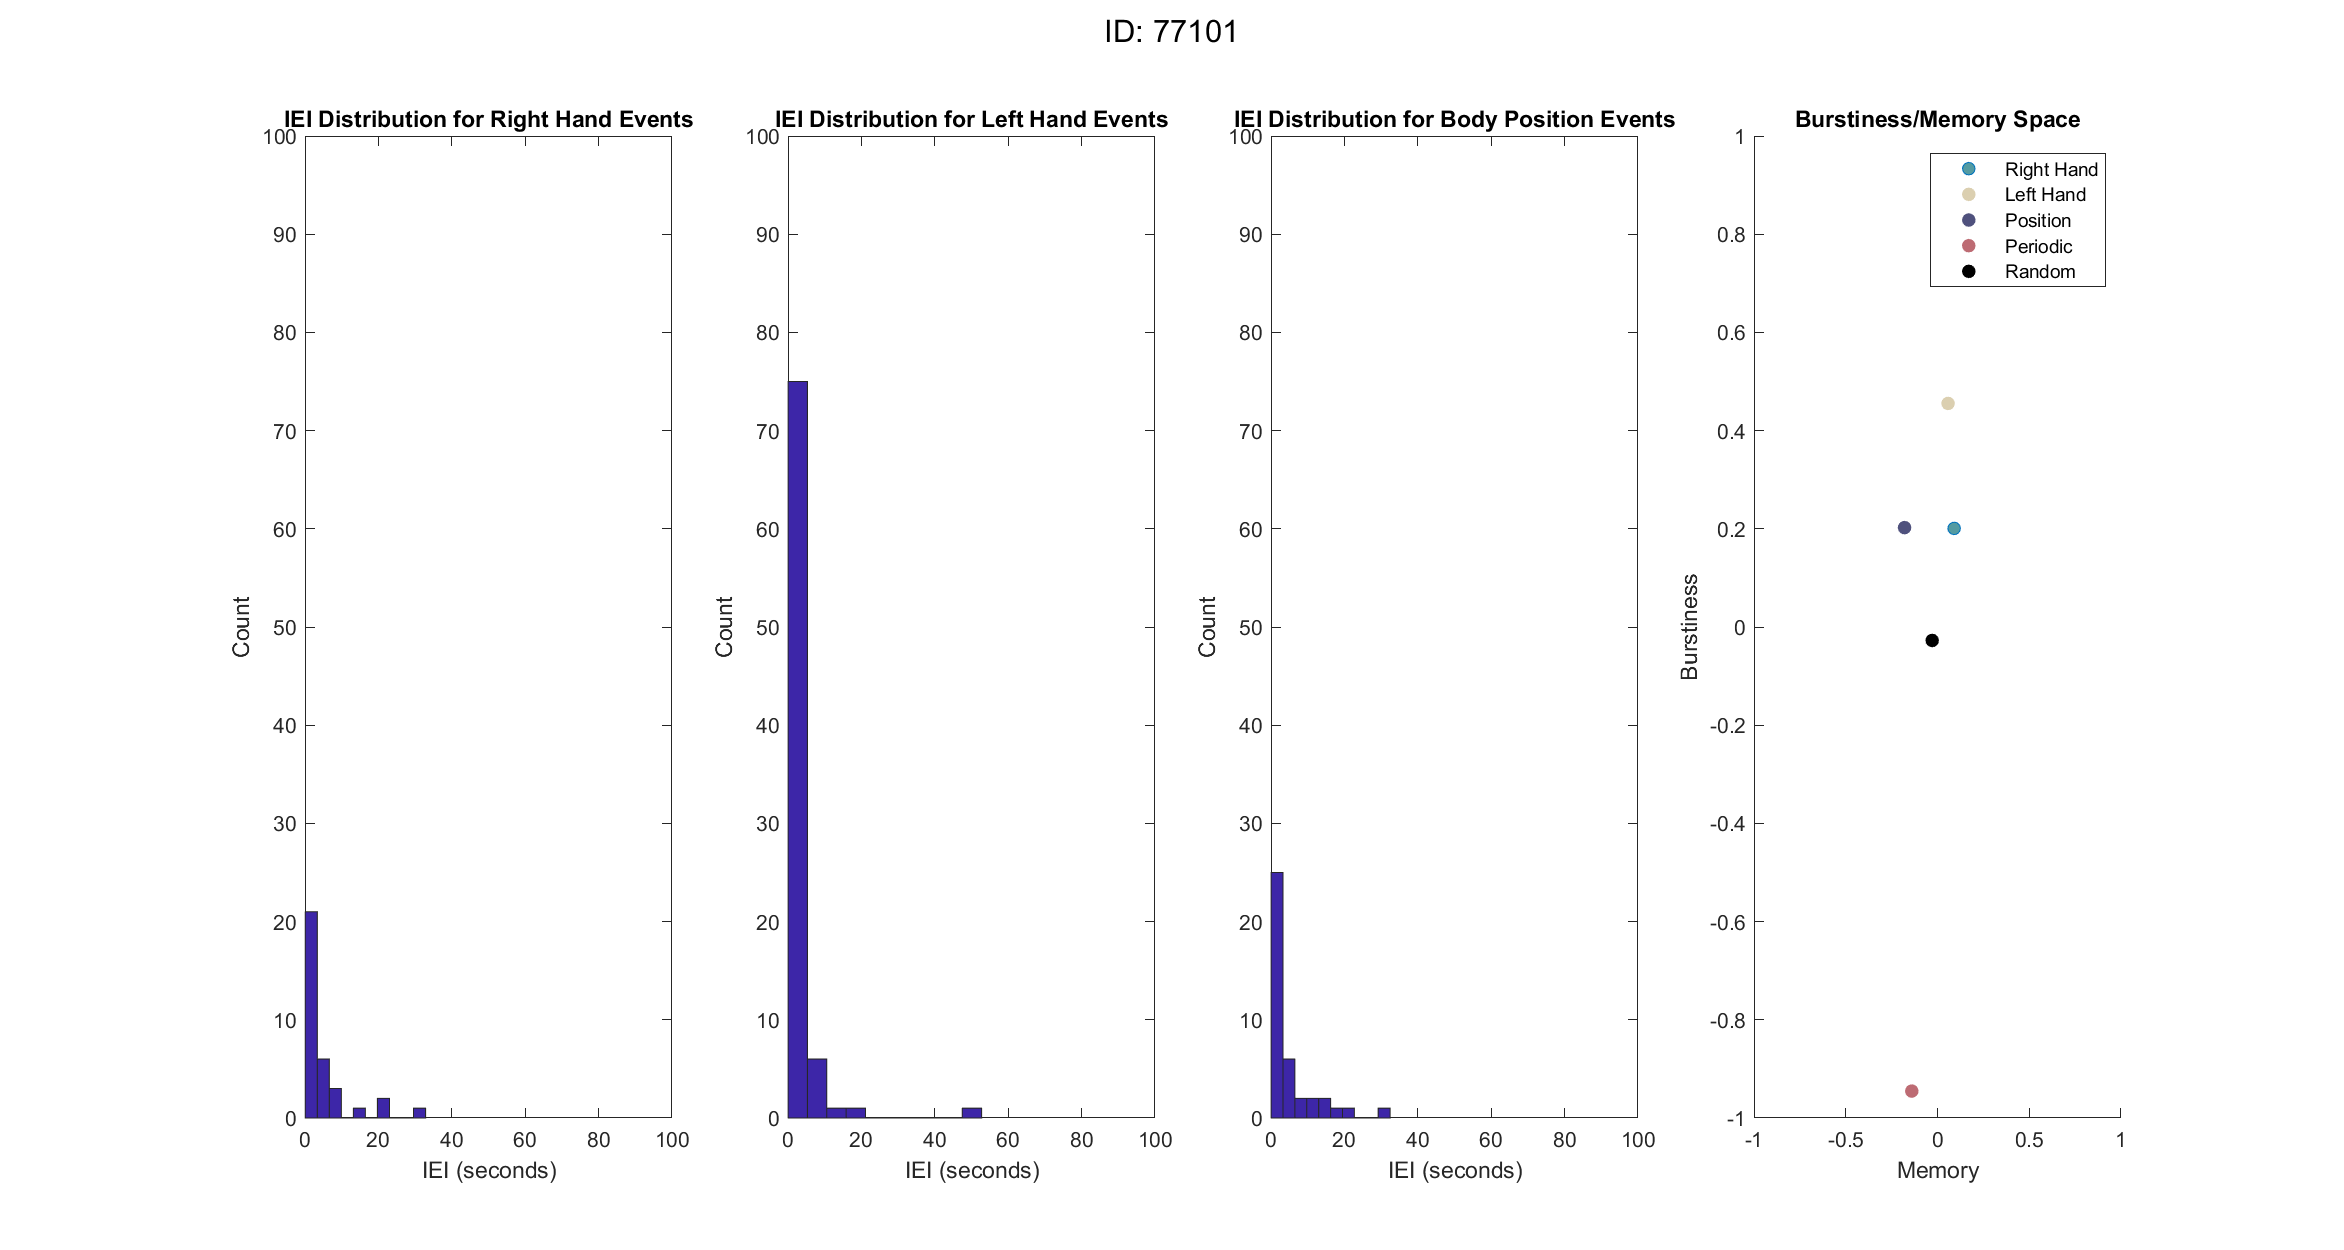 ID: 77101
IEI Distribution for Right Hand Events
100
90
80
70
60
50
40
30
20
10
0
Count
0 20 40 60 80 100
IEI (seconds)
IEI Distribution for Left Hand Events
100
90
80
70
60
50
40
30
20
10
0
Count
0 20 40 60 80 100
IEI (seconds)
IEI Distribution for Body Position Events
100
90
80
70
60
50
40
30
20
10
0
Count
0 20 40 60 80 100
IEI (seconds)
Burstiness/Memory Space
1
0.8
0.6
0.4
0.2
0
-0.2
-0.4
-0.6
-0.8
-1
Burstiness
Right Hand
Left Hand
Position
Periodic
Random
-1 -0.5 0 0.5 1
Memory